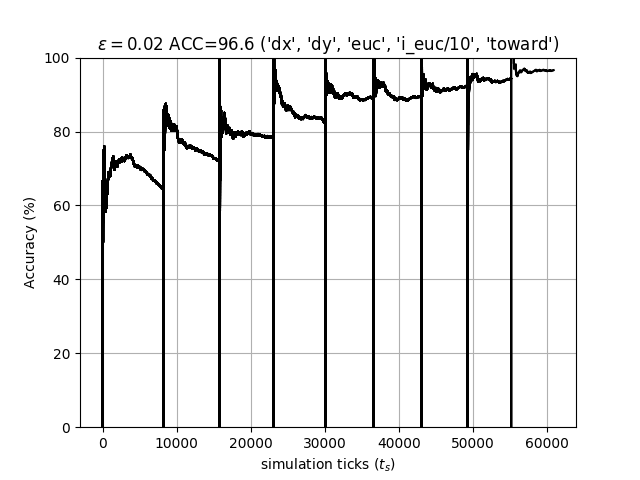 ε = 0.02 ACC=96.6 ('dx', 'dy', 'euc', 'i_euc/10', 'toward')
100
80
60
40
20
0
Accuracy (%)
0 10000 20000 30000 40000 50000 60000
simulation ticks (tₛ)